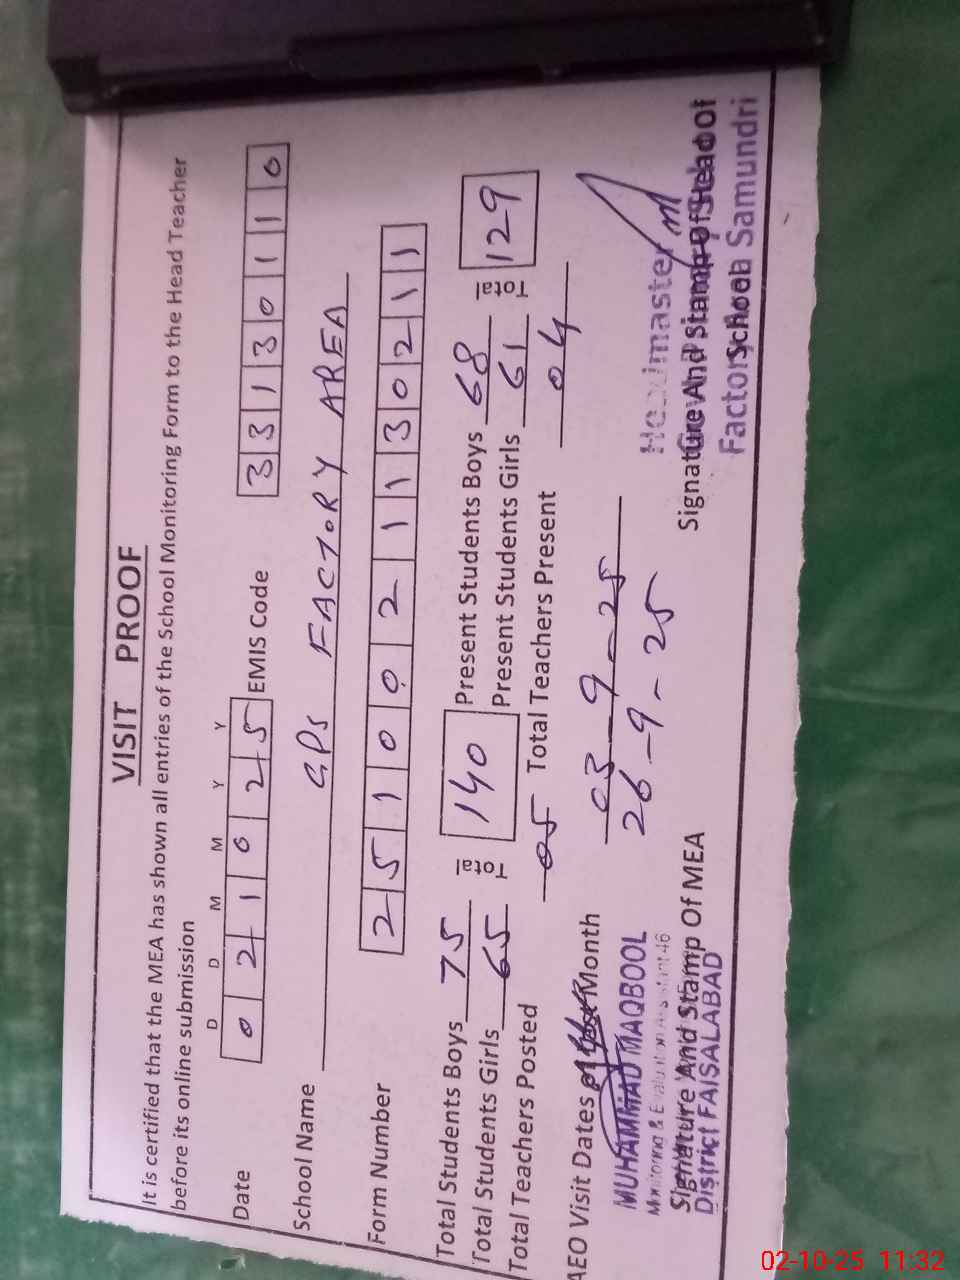 VISIT PROOF
It is certified that the MEA has shown all entries of the School Monitoring Form to the Head Teacher
before its online submission
D D M M Y Y
Date 0 2 1 0 2 5 EMIS Code 3 3 1 3 0 1 1 0
School Name GPS FACTORY AREA
Form Number 2 5 1 0 0 2 1 1 3 0 2 1 1
Total Students Boys 75 Total 140 Present Students Boys 68 Total 129
Total Students Girls 65 Present Students Girls 61
Total Teachers Posted 05 Total Teachers Present 04
AEO Visit Dates Month 03-9-25
26-9-25
MUHAMMAD MAQBOOL
Monitoring & Evaluation Assistant-46
Signature And Stamp Of MEA
District FAISALABAD
Headmaster
Signature And Stamp Of Head Of
School
Factory Area Samundri
02-10-25 11:32